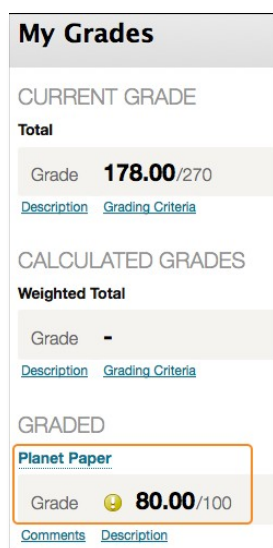 My Grades
CURRENT GRADE
Total
Grade 178.00/270
Description Grading Criteria
CALCULATED GRADES
Weighted Total
Grade -
Description Grading Criteria
GRADED
Planet Paper
Grade ! 80.00/100
Comments Description